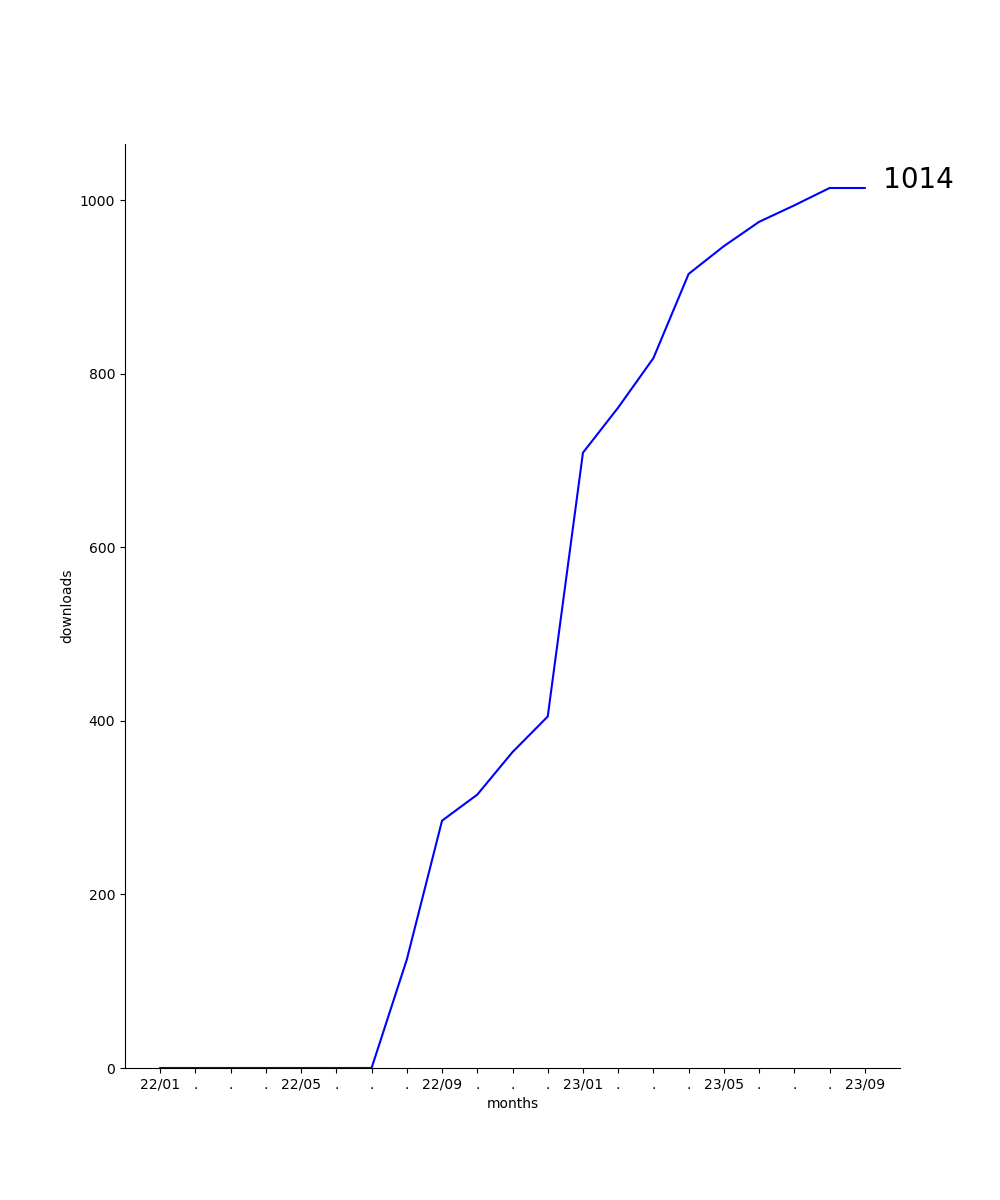 1014
1000
800
600
400
200
0
downloads
22/01 . . . 22/05 . . . 22/09 . . . 23/01 . . . 23/05 . . . 23/09
months